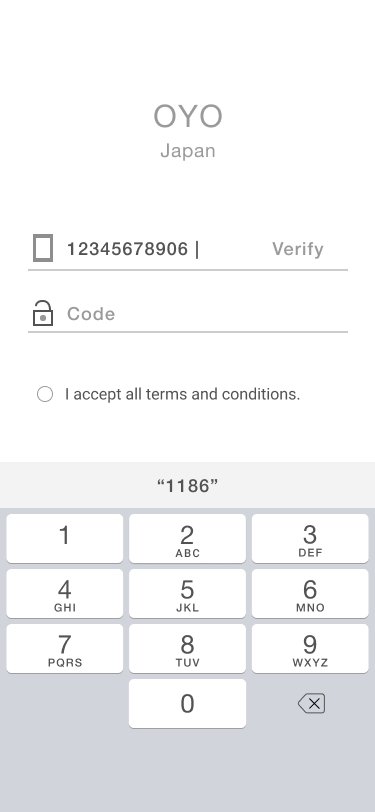 OYO
Japan
12345678906 | Verify
Code
I accept all terms and conditions.
“1186”
1
2
ABC
3
DEF
4
GHI
5
JKL
6
MNO
7
PQRS
8
TUV
9
WXYZ
0